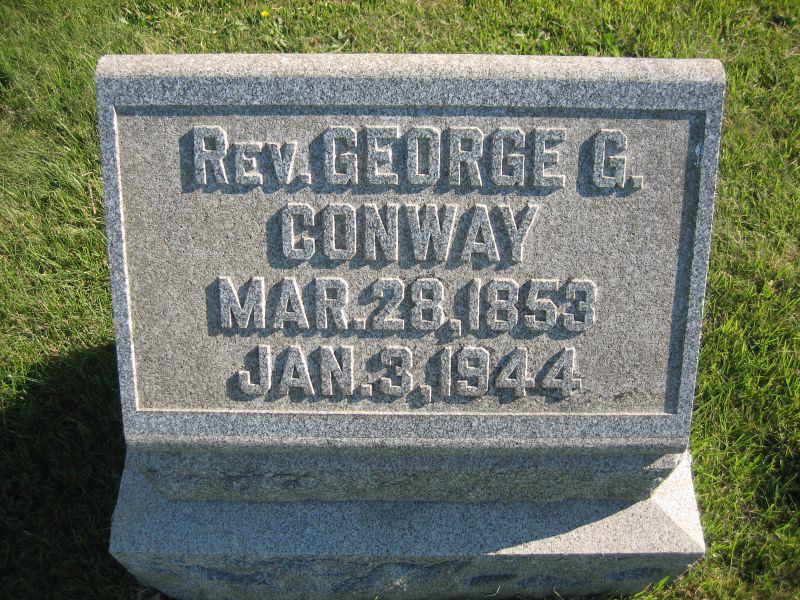 Rev. GEORGE G.
CONWAY
MAR. 28, 1853
JAN. 3, 1944